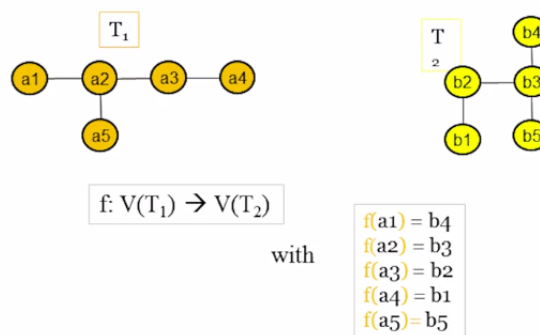 T₁
T
₂
b4
a1
a2
a3
a4
b2
b3
a5
b1
b5
f: V(T₁) → V(T₂)
with
f(a1) = b4
f(a2) = b3
f(a3) = b2
f(a4) = b1
f(a5)= b5